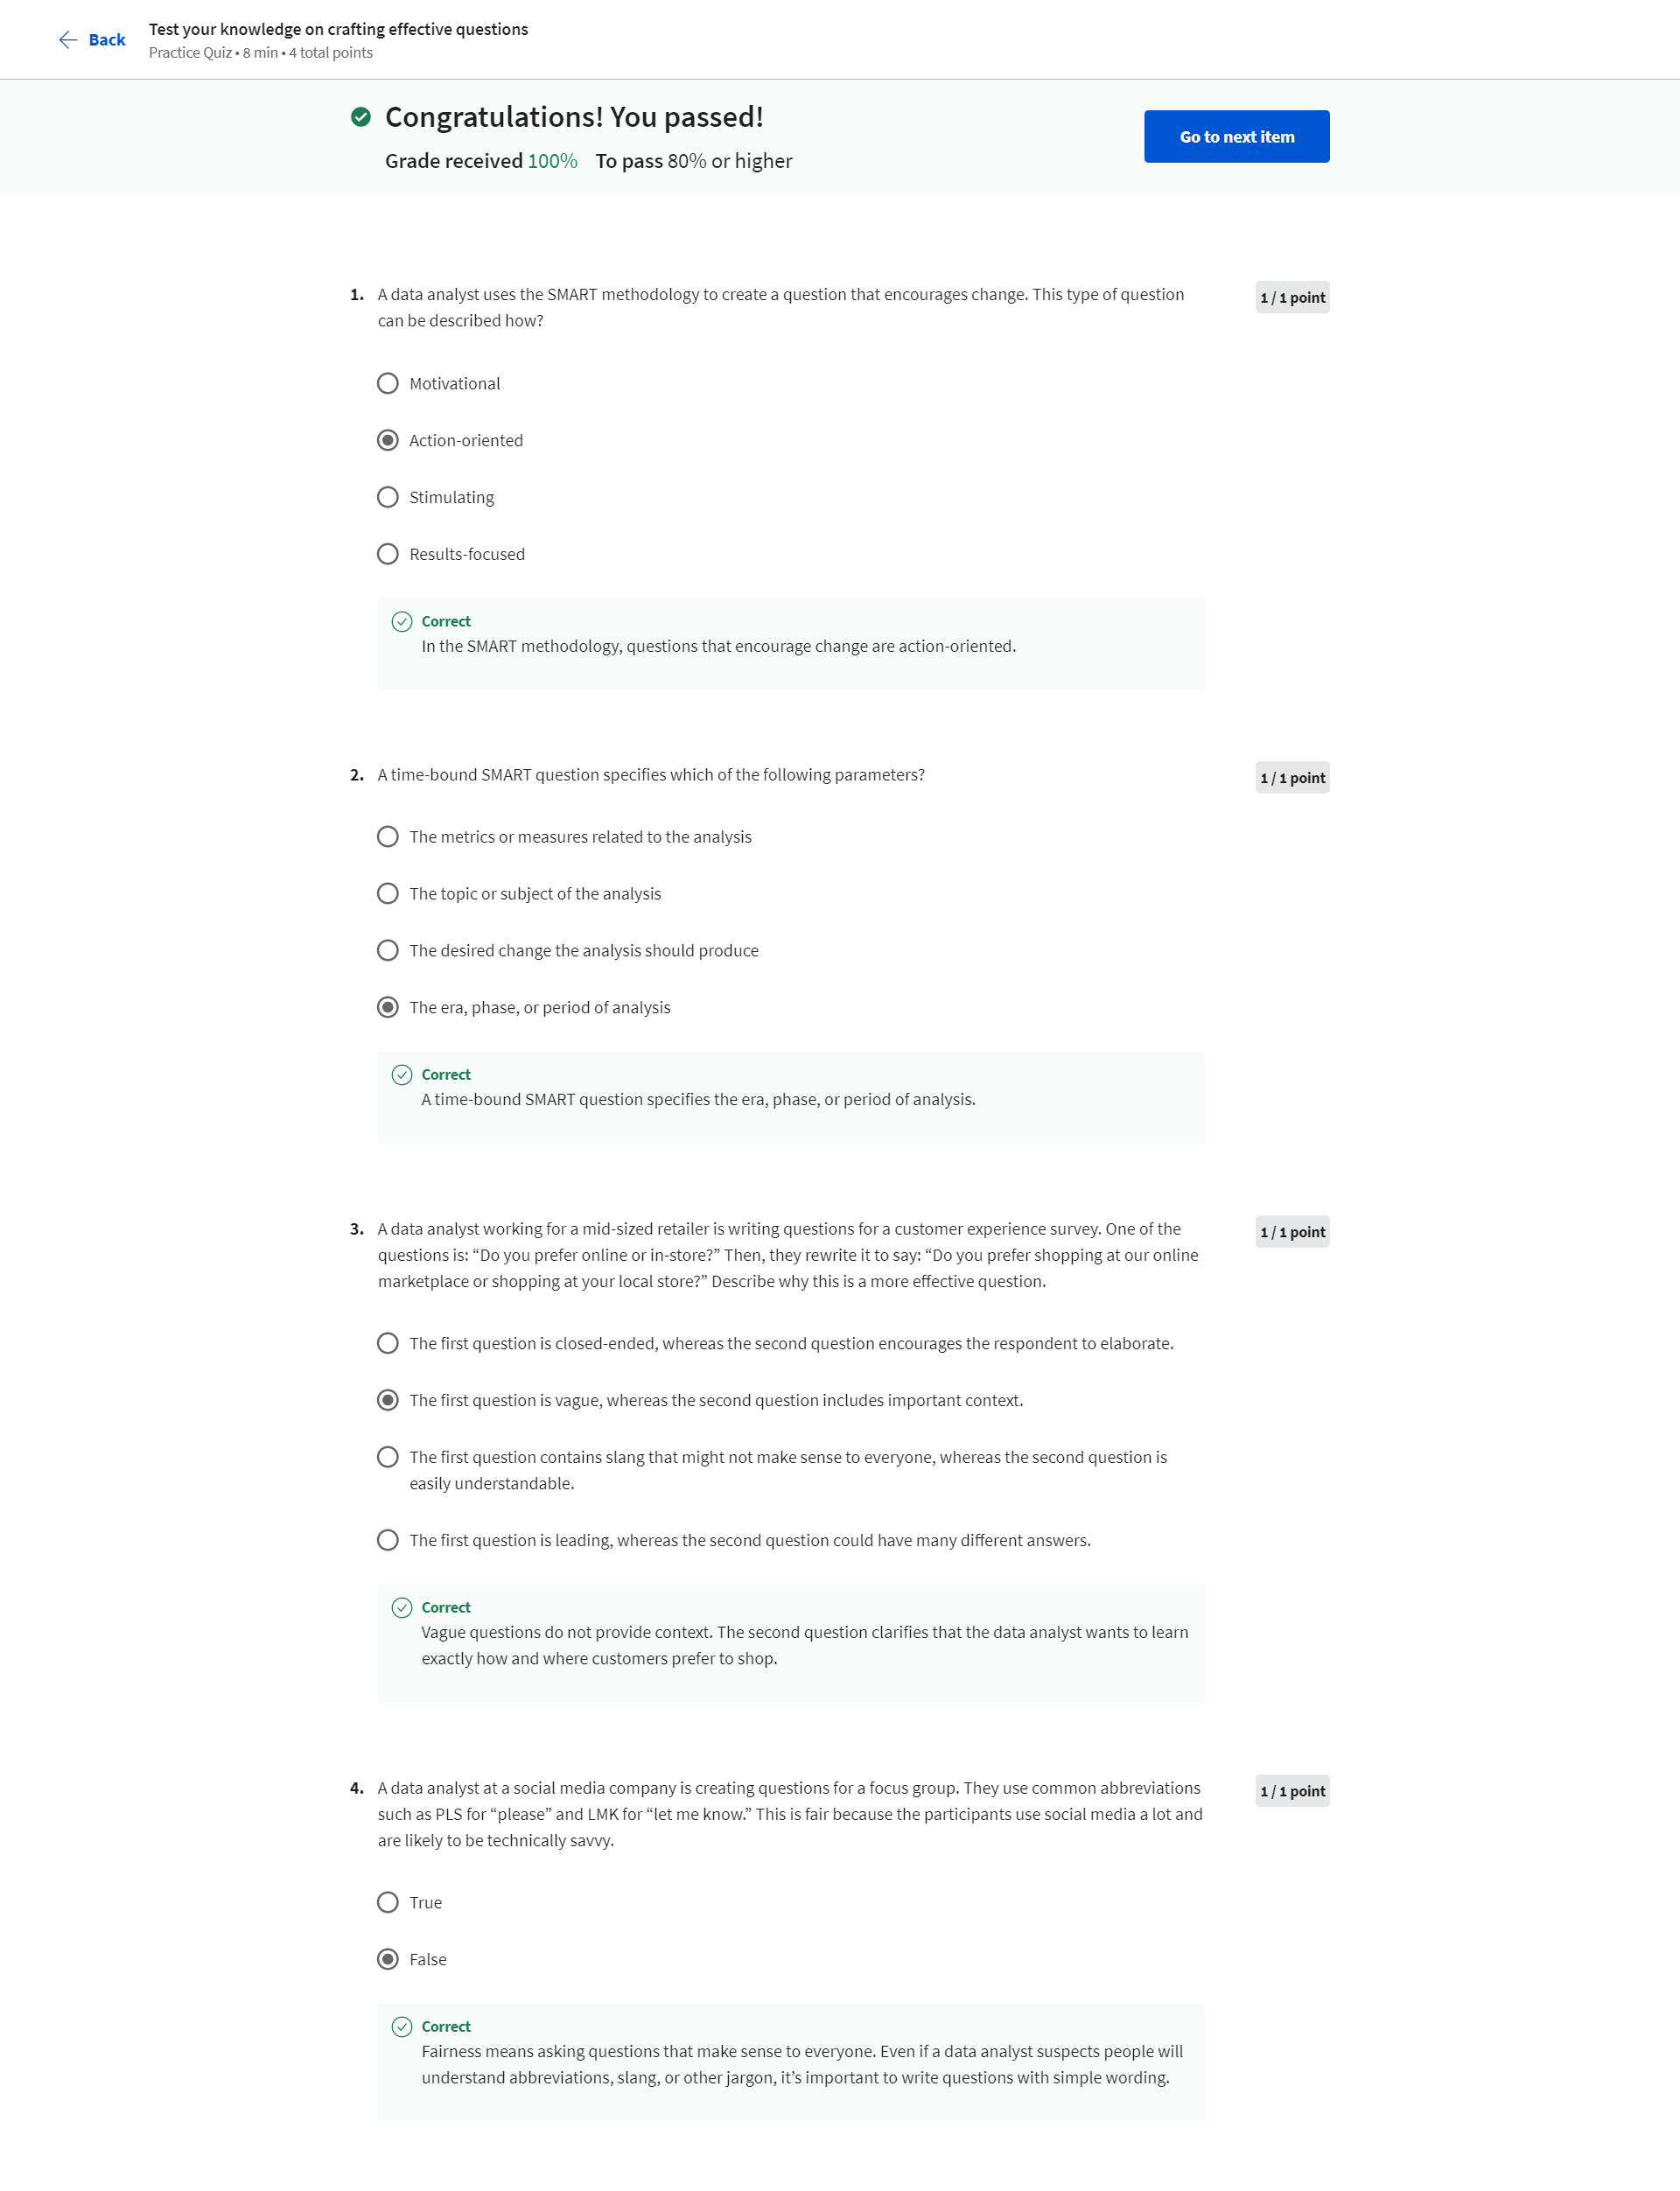 Back
Test your knowledge on crafting effective questions
Practice Quiz • 8 min • 4 total points
Congratulations! You passed!
Grade received 100% To pass 80% or higher
Go to next item
1. A data analyst uses the SMART methodology to create a question that encourages change. This type of question
can be described how?
1 / 1 point
Motivational
Action-oriented
Stimulating
Results-focused
Correct
In the SMART methodology, questions that encourage change are action-oriented.
2. A time-bound SMART question specifies which of the following parameters?
1 / 1 point
The metrics or measures related to the analysis
The topic or subject of the analysis
The desired change the analysis should produce
The era, phase, or period of analysis
Correct
A time-bound SMART question specifies the era, phase, or period of analysis.
3. A data analyst working for a mid-sized retailer is writing questions for a customer experience survey. One of the
questions is: “Do you prefer online or in-store?” Then, they rewrite it to say: “Do you prefer shopping at our online
marketplace or shopping at your local store?” Describe why this is a more effective question.
1 / 1 point
The first question is closed-ended, whereas the second question encourages the respondent to elaborate.
The first question is vague, whereas the second question includes important context.
The first question contains slang that might not make sense to everyone, whereas the second question is
easily understandable.
The first question is leading, whereas the second question could have many different answers.
Correct
Vague questions do not provide context. The second question clarifies that the data analyst wants to learn
exactly how and where customers prefer to shop.
4. A data analyst at a social media company is creating questions for a focus group. They use common abbreviations
such as PLS for “please” and LMK for “let me know.” This is fair because the participants use social media a lot and
are likely to be technically savvy.
1 / 1 point
True
False
Correct
Fairness means asking questions that make sense to everyone. Even if a data analyst suspects people will
understand abbreviations, slang, or other jargon, it’s important to write questions with simple wording.